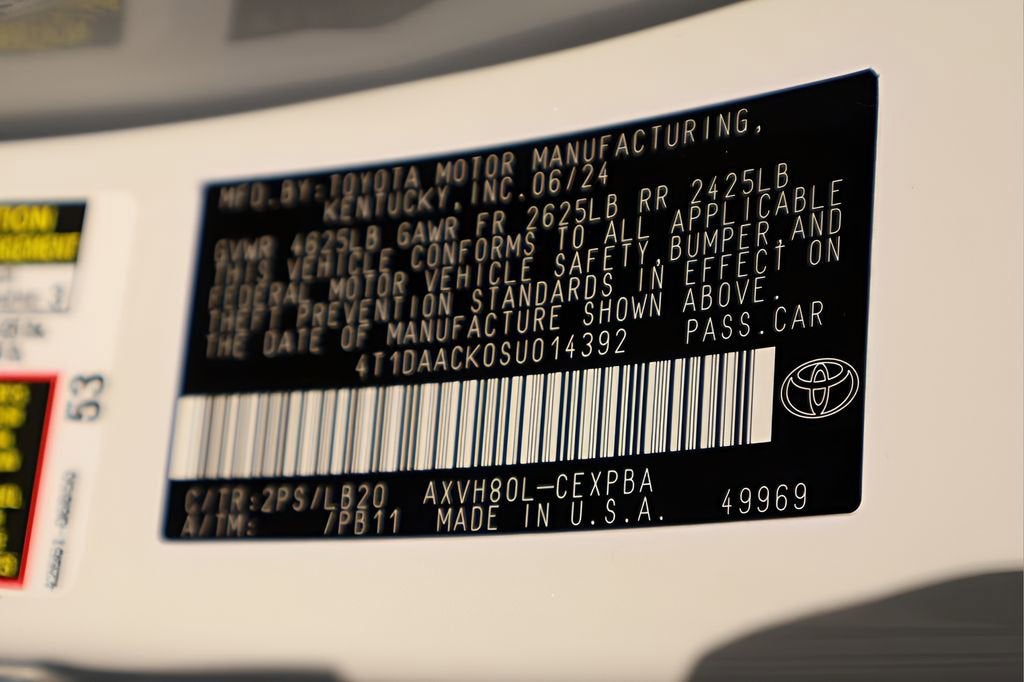 MFD.BY:TOYOTA MOTOR MANUFACTURING,
KENTUCKY, INC.06/24
GVWR 4625LB GAWR FR 2625LB RR 2425LB
THIS VEHICLE CONFORMS TO ALL APPLICABLE
FEDERAL MOTOR VEHICLE SAFETY,BUMPER,AND
THEFT PREVENTION STANDARDS IN EFFECT ON
THE DATE OF MANUFACTURE SHOWN ABOVE.
4T1DAACK0SU014392 PASS.CAR
C/TR:2PS/LB20 AXVH80L-CEXPBA
A/TM: /PB11 MADE IN U.S.A. 49969
53